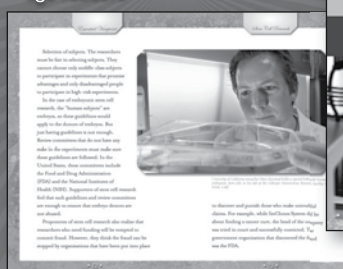 Selection of subjects. The researchers
must be fair in selecting subjects. They
cannot choose only middle- class subjects
to participate in experiments that promise
advantages and only disadvantaged people
to participate in high- risk experiments.
In the case of embryonic stem cell
research, the "human subjects" are
embryos, so these guidelines would
apply to the donors of embryos. But
just having guidelines is not enough.
Review committees that do not have any
stake in the experiments must make sure
these guidelines are followed. In the
United States, these committees include
the Food and Drug Administration
(FDA) and the National Institutes of
Health (NIH). Supporters of stem cell research
feel that such guidelines and review committees
are enough to ensure that embryo donors are
not abused.
Proponents of stem cell research also realize that
researchers who need funding will be tempted to
commit fraud. However, they think the fraud can be
stopped by organizations that have been put into place
to discover and punish those who make untruthful
claims. For example, while
about finding a cure, the head of the
was tried in court and successfully convicted. The
government organization that discovered the fraud
was the FDA.